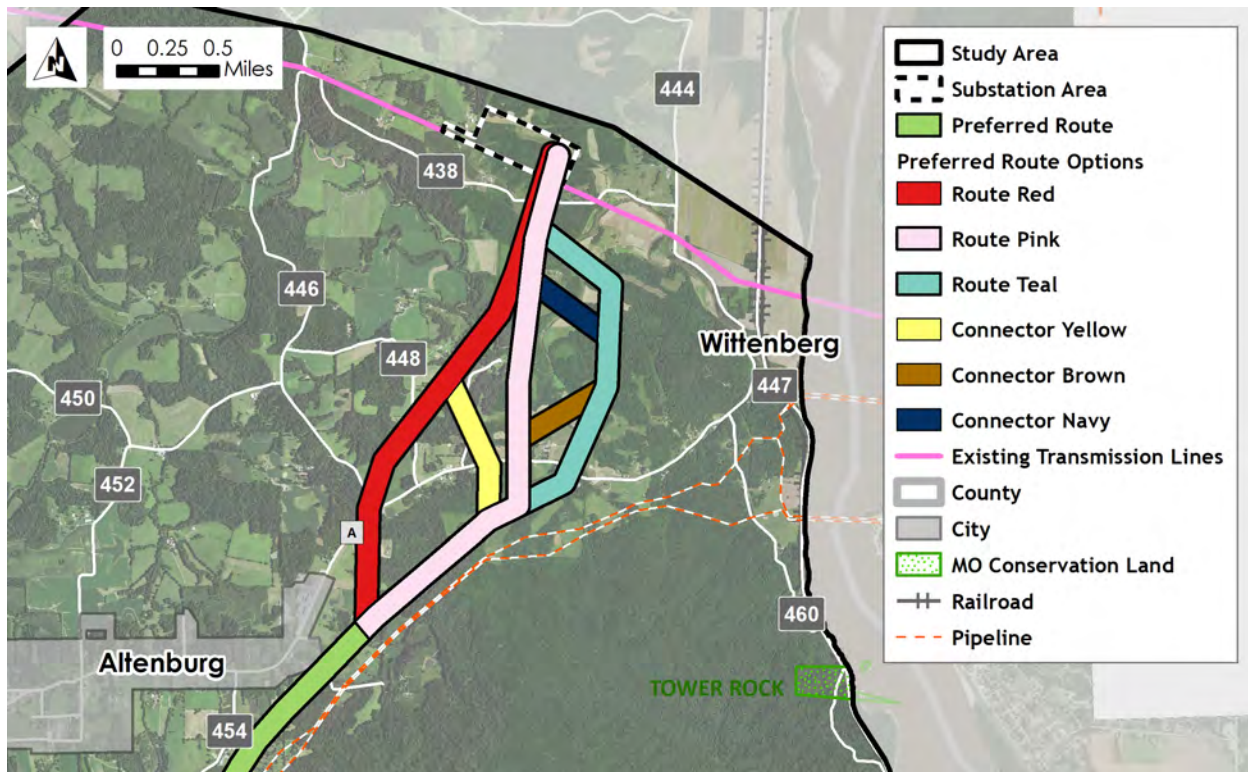 N
0 0.25 0.5
Miles
444
438
446
448
Wittenberg
447
450
452
A
460
Altenburg
TOWER ROCK
454
Study Area
Substation Area
Preferred Route
Preferred Route Options
Route Red
Route Pink
Route Teal
Connector Yellow
Connector Brown
Connector Navy
Existing Transmission Lines
County
City
MO Conservation Land
Railroad
Pipeline